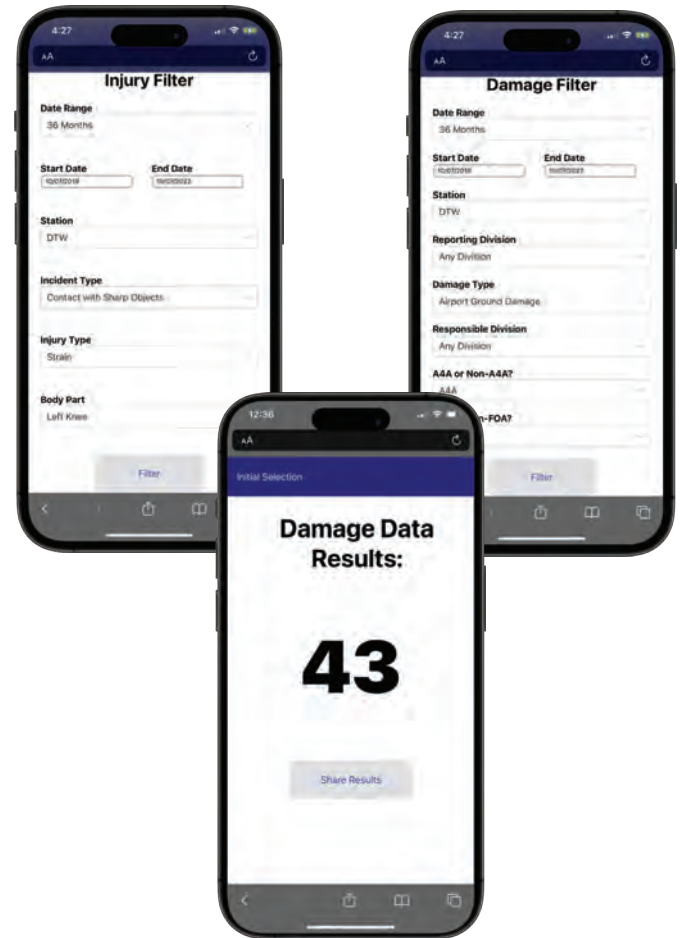 4:27
AA
Injury Filter
Date Range
36 Months
Start Date
End Date
Station
DTW
Incident Type
Contact with Sharp Objects
Injury Type
Strain
Body Part
Left Knee
Filter
4:27
AA
Damage Filter
Date Range
36 Months
Start Date
End Date
Station
DTW
Reporting Division
Any Division
Damage Type
Airport Ground Damage
Responsible Division
Any Division
A4A or Non-A4A?
A4A
n-FOA?
Filter
12:36
AA
Initial Selection
Damage Data
Results:
43
Share Results